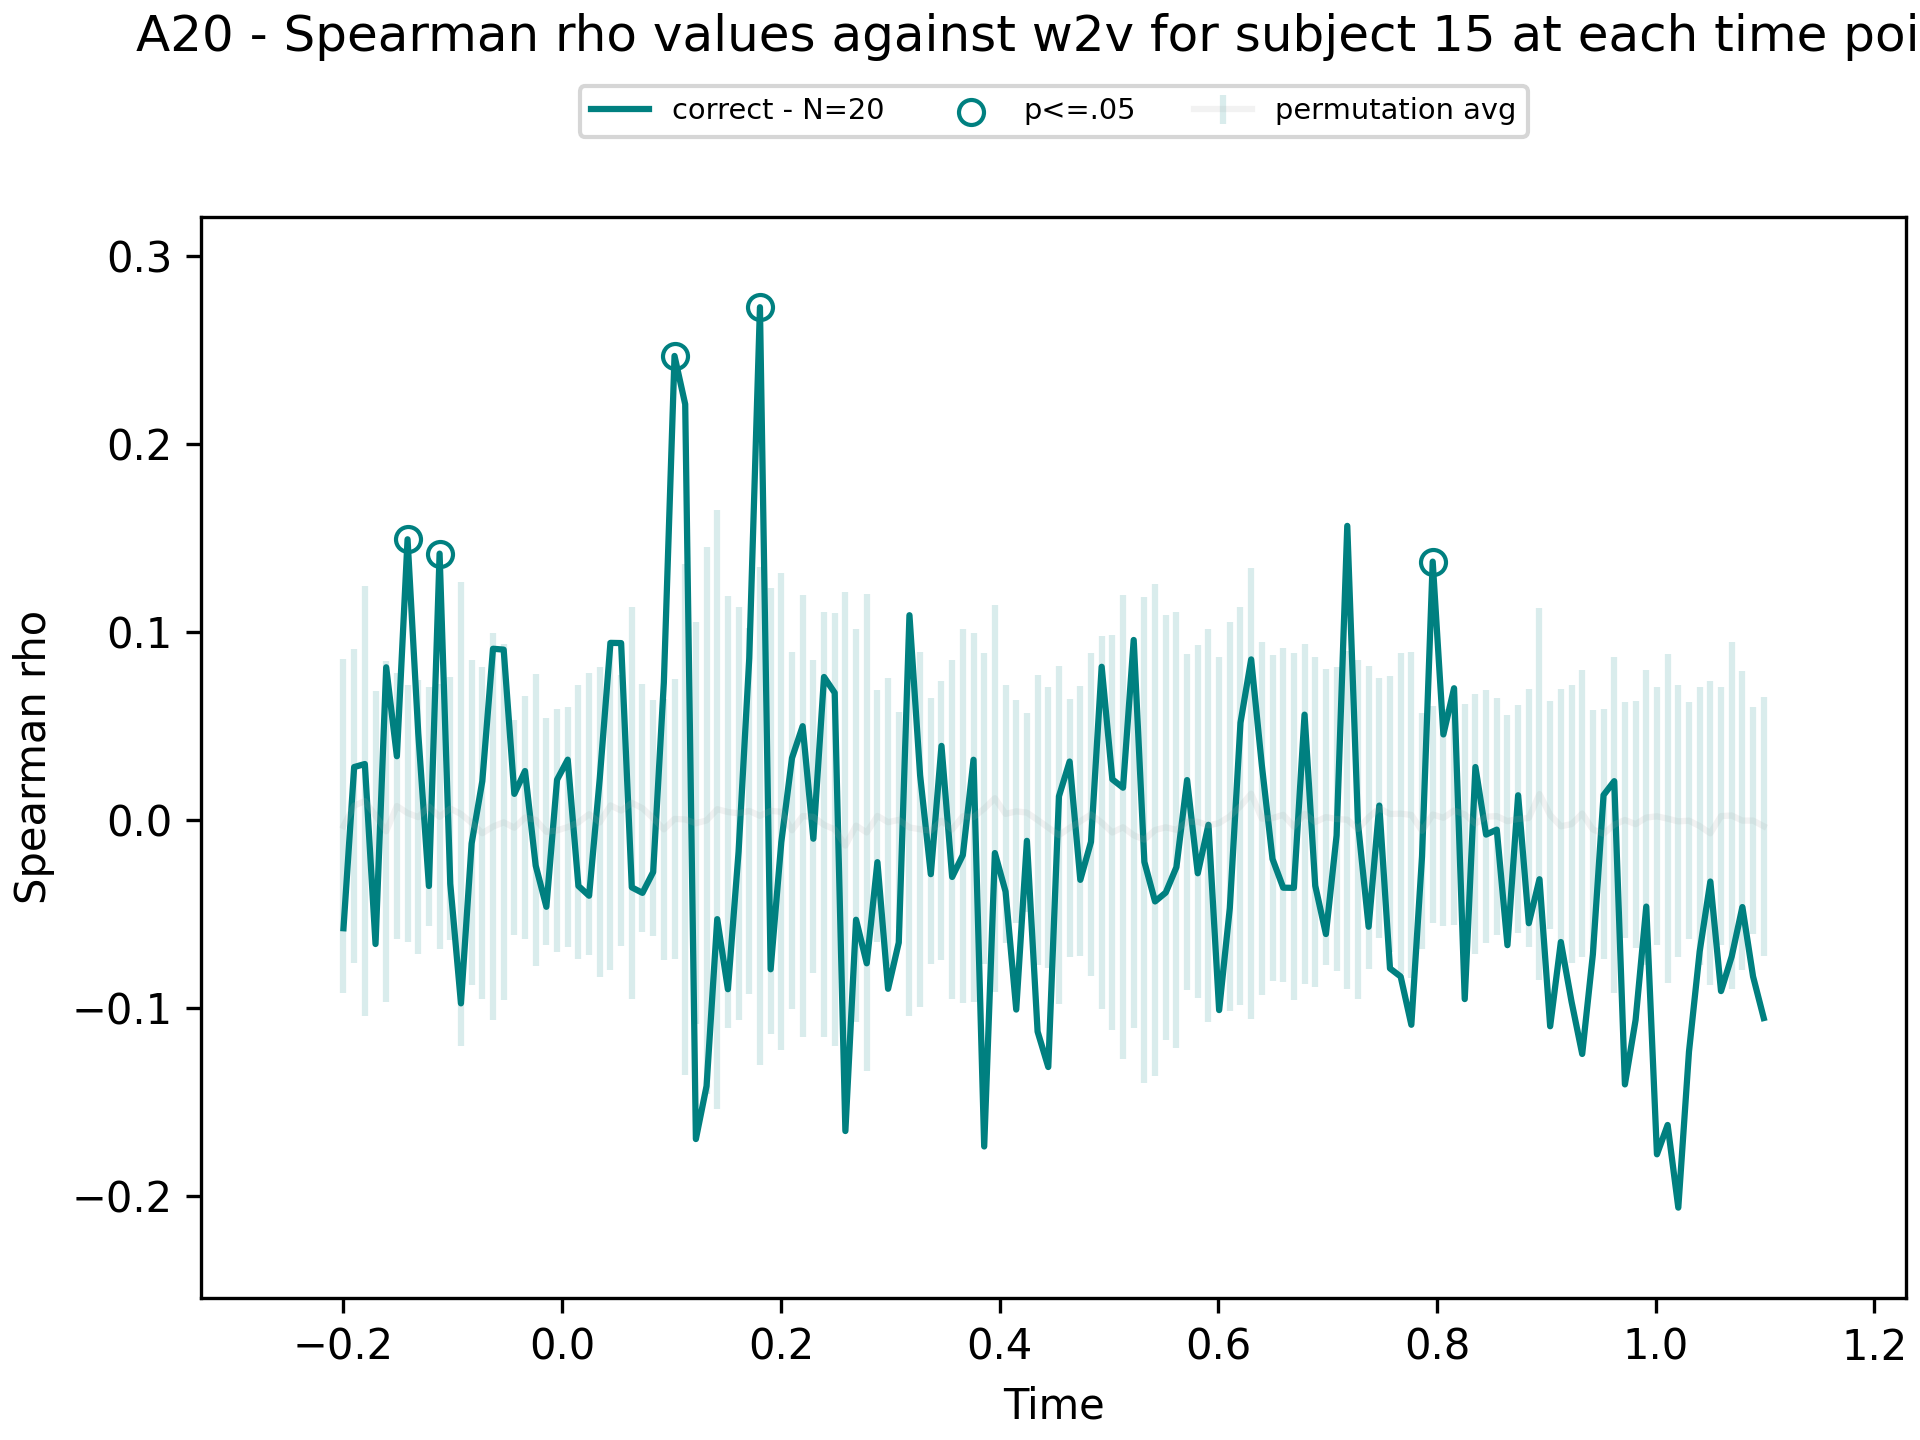 A20 - Spearman rho values against w2v for subject 15 at each time poi
correct - N=20 p<=.05 permutation avg
0.3
0.2
0.1
0.0
−0.1
−0.2
Spearman rho
−0.2 0.0 0.2 0.4 0.6 0.8 1.0 1.2
Time